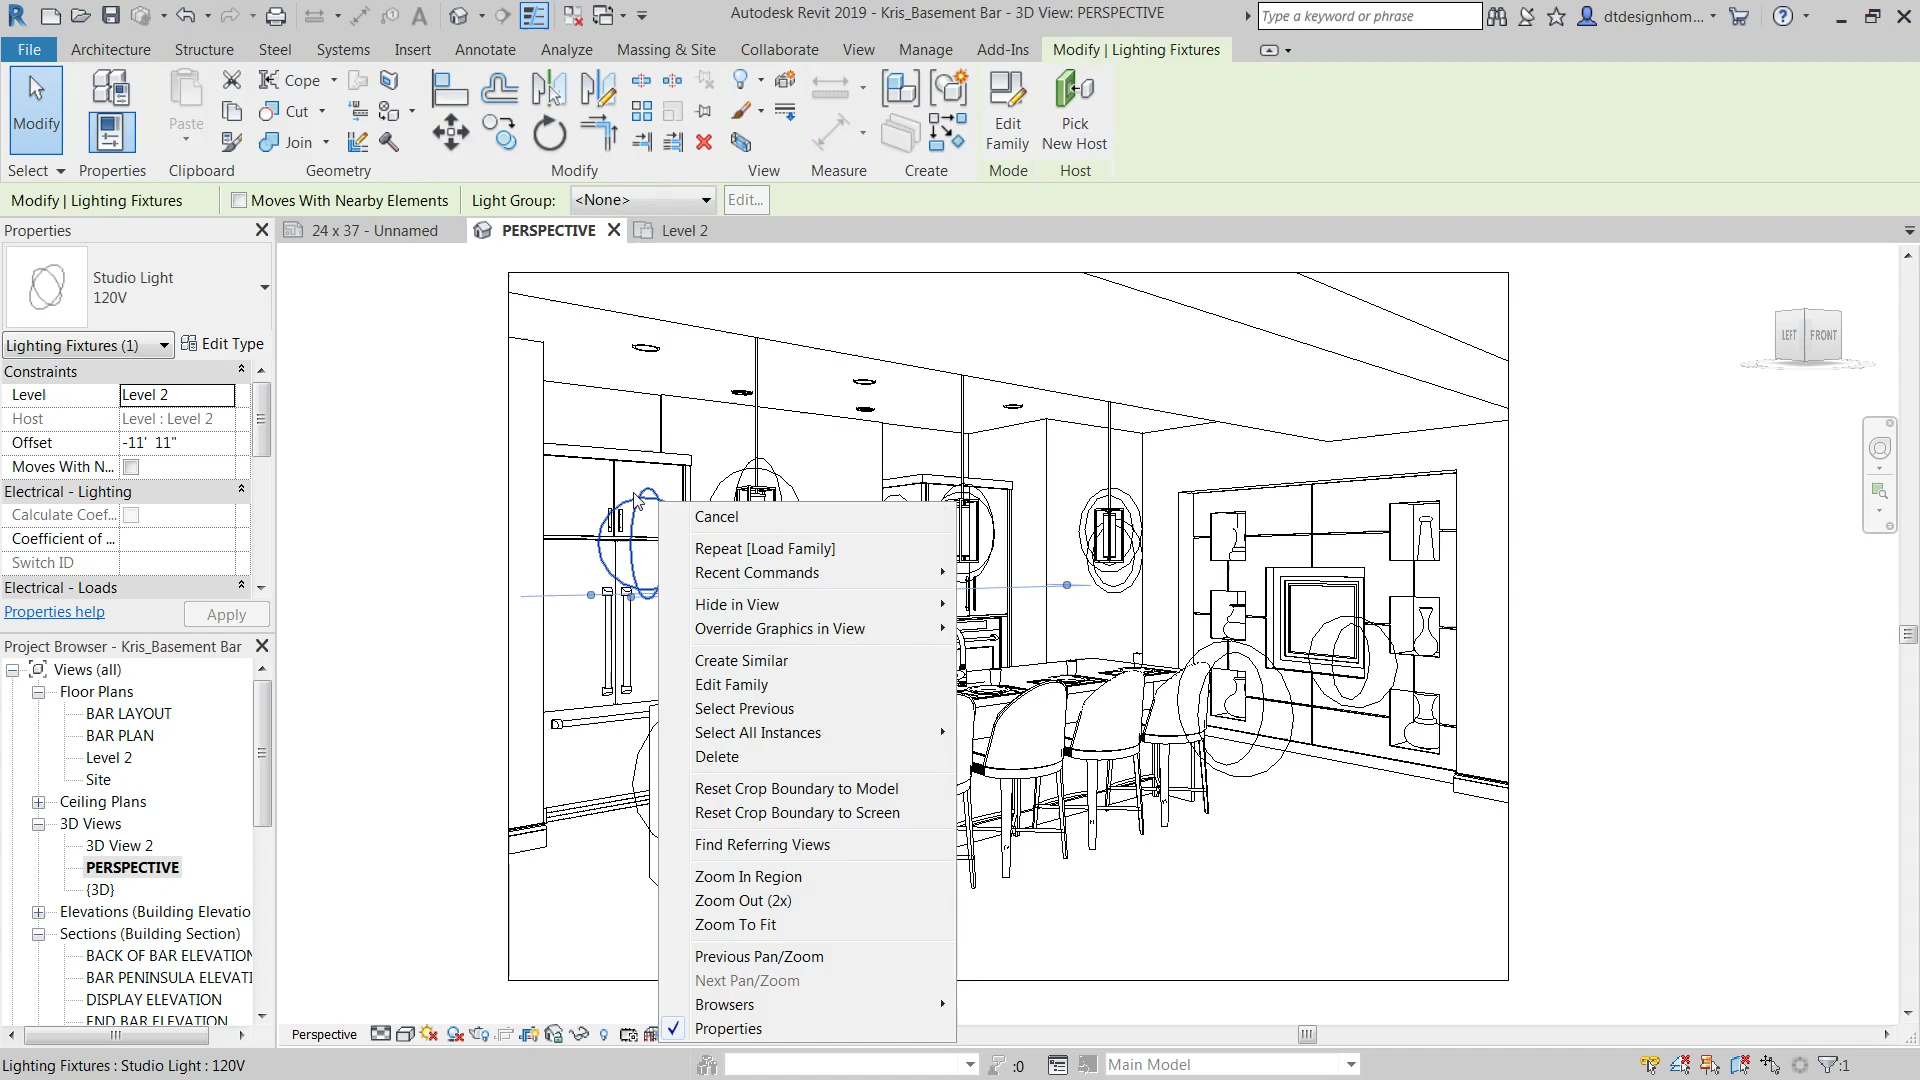 Autodesk Revit 2019 - Kris_Basement Bar - 3D View: PERSPECTIVE
Type a keyword or phrase
dtdesignhom...
File Architecture Structure Steel Systems Insert Annotate Analyze Massing & Site Collaborate View Manage Add-Ins Modify | Lighting Fixtures
Modify
Paste
Cope
Cut
Join
Edit
Family
Pick
New Host
Select Properties Clipboard Geometry Modify View Measure Create Mode Host
Modify | Lighting Fixtures Moves With Nearby Elements Light Group: <None> Edit...
Properties
24 x 37 - Unnamed PERSPECTIVE Level 2
Studio Light
120V
Lighting Fixtures (1) Edit Type
Constraints
Level Level 2
Host Level : Level 2
Offset -11' 11"
Moves With N...
Electrical - Lighting
Calculate Coef...
Coefficient of ...
Switch ID
Electrical - Loads
Properties help Apply
LEFT FRONT
Project Browser - Kris_Basement Bar
Views (all)
Floor Plans
BAR LAYOUT
BAR PLAN
Level 2
Site
Ceiling Plans
3D Views
3D View 2
PERSPECTIVE
{3D}
Elevations (Building Elevatio
Sections (Building Section)
BACK OF BAR ELEVATION
BAR PENINSULA ELEVATI
DISPLAY ELEVATION
END BAR ELEVATION
Cancel
Repeat [Load Family]
Recent Commands
Hide in View
Override Graphics in View
Create Similar
Edit Family
Select Previous
Select All Instances
Delete
Reset Crop Boundary to Model
Reset Crop Boundary to Screen
Find Referring Views
Zoom In Region
Zoom Out (2x)
Zoom To Fit
Previous Pan/Zoom
Next Pan/Zoom
Browsers
Properties
Perspective
Lighting Fixtures : Studio Light : 120V
:0
Main Model
:1